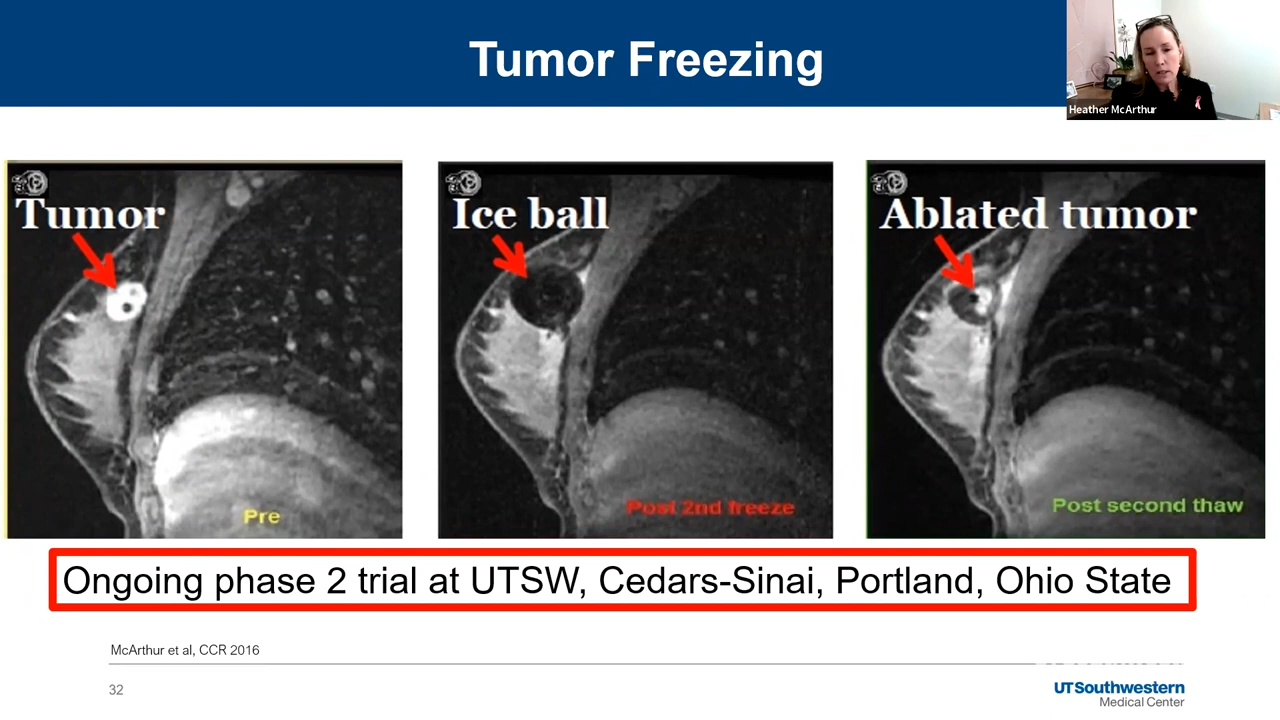 Tumor Freezing
Heather McArthur
Tumor
Ice ball
Ablated tumor
Pre
Post 2nd freeze
Post second thaw
Ongoing phase 2 trial at UTSW, Cedars-Sinai, Portland, Ohio State
McArthur et al, CCR 2016
32
UTSouthwestern
Medical Center